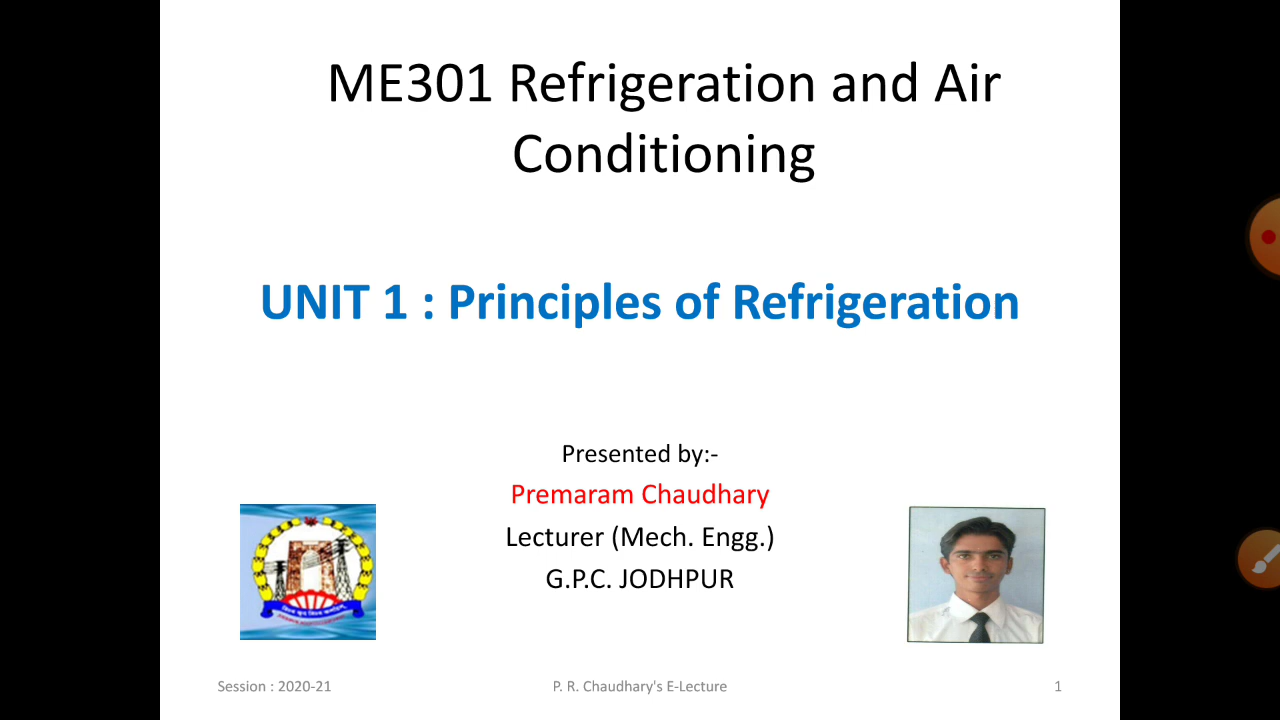 ME301 Refrigeration and Air
Conditioning
UNIT 1 : Principles of Refrigeration
Presented by:-
Premaram Chaudhary
Lecturer (Mech. Engg.)
G.P.C. JODHPUR
Session : 2020-21
P. R. Chaudhary's E-Lecture
1